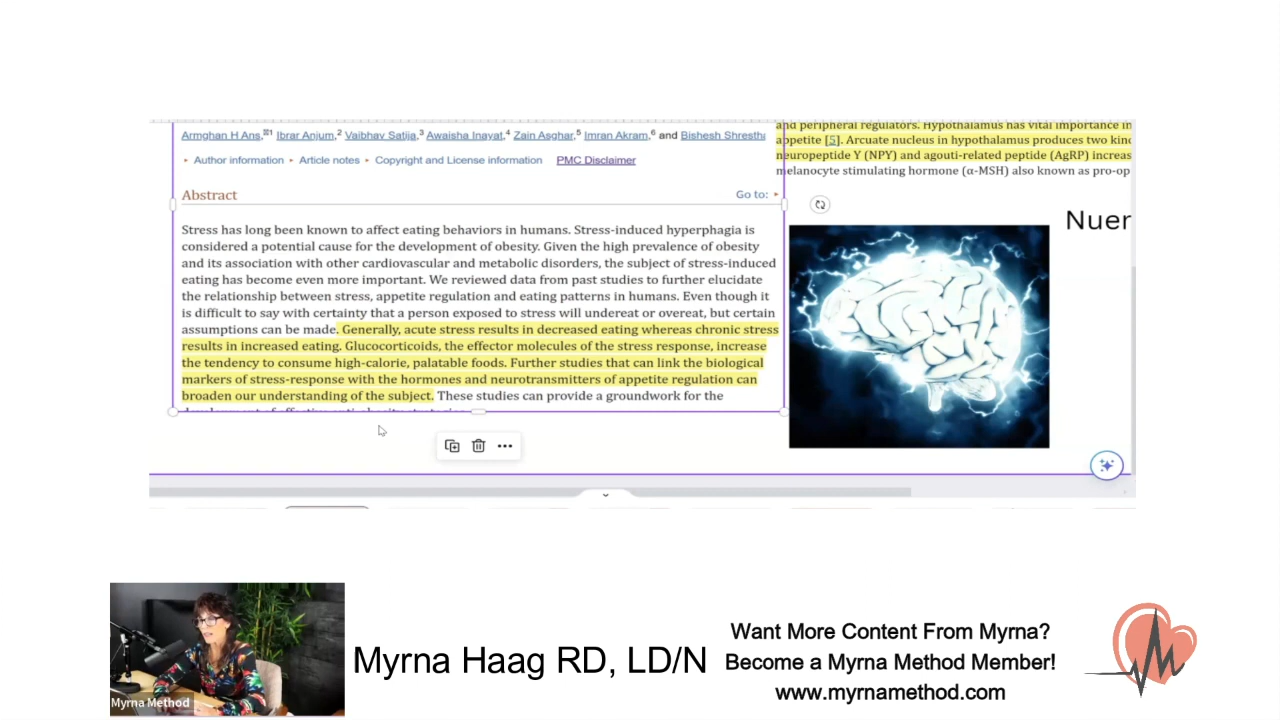 Armghan H Ans,✉1 Ibrar Anjum,2 Vaibhav Satija,3 Awaisha Inayat,4 Zain Asghar,5 Imran Akram,6 and Bishesh Shrestha
▸ Author information ▸ Article notes ▸ Copyright and License information PMC Disclaimer
Abstract
Go to: ▸
Stress has long been known to affect eating behaviors in humans. Stress-induced hyperphagia is
considered a potential cause for the development of obesity. Given the high prevalence of obesity
and its association with other cardiovascular and metabolic disorders, the subject of stress-induced
eating has become even more important. We reviewed data from past studies to further elucidate
the relationship between stress, appetite regulation and eating patterns in humans. Even though it
is difficult to say with certainty that a person exposed to stress will undereat or overeat, but certain
assumptions can be made. Generally, acute stress results in decreased eating whereas chronic stress
results in increased eating. Glucocorticoids, the effector molecules of the stress response, increase
the tendency to consume high-calorie, palatable foods. Further studies that can link the biological
markers of stress-response with the hormones and neurotransmitters of appetite regulation can
broaden our understanding of the subject. These studies can provide a groundwork for the
and peripheral regulators. Hypothalamus has vital importance in
appetite [5]. Arcuate nucleus in hypothalamus produces two kind
neuropeptide Y (NPY) and agouti-related peptide (AgRP) increas
melanocyte stimulating hormone (α-MSH) also known as pro-op
Nuer
Myrna Method
Myrna Haag RD, LD/N
Want More Content From Myrna?
Become a Myrna Method Member!
www.myrnamethod.com